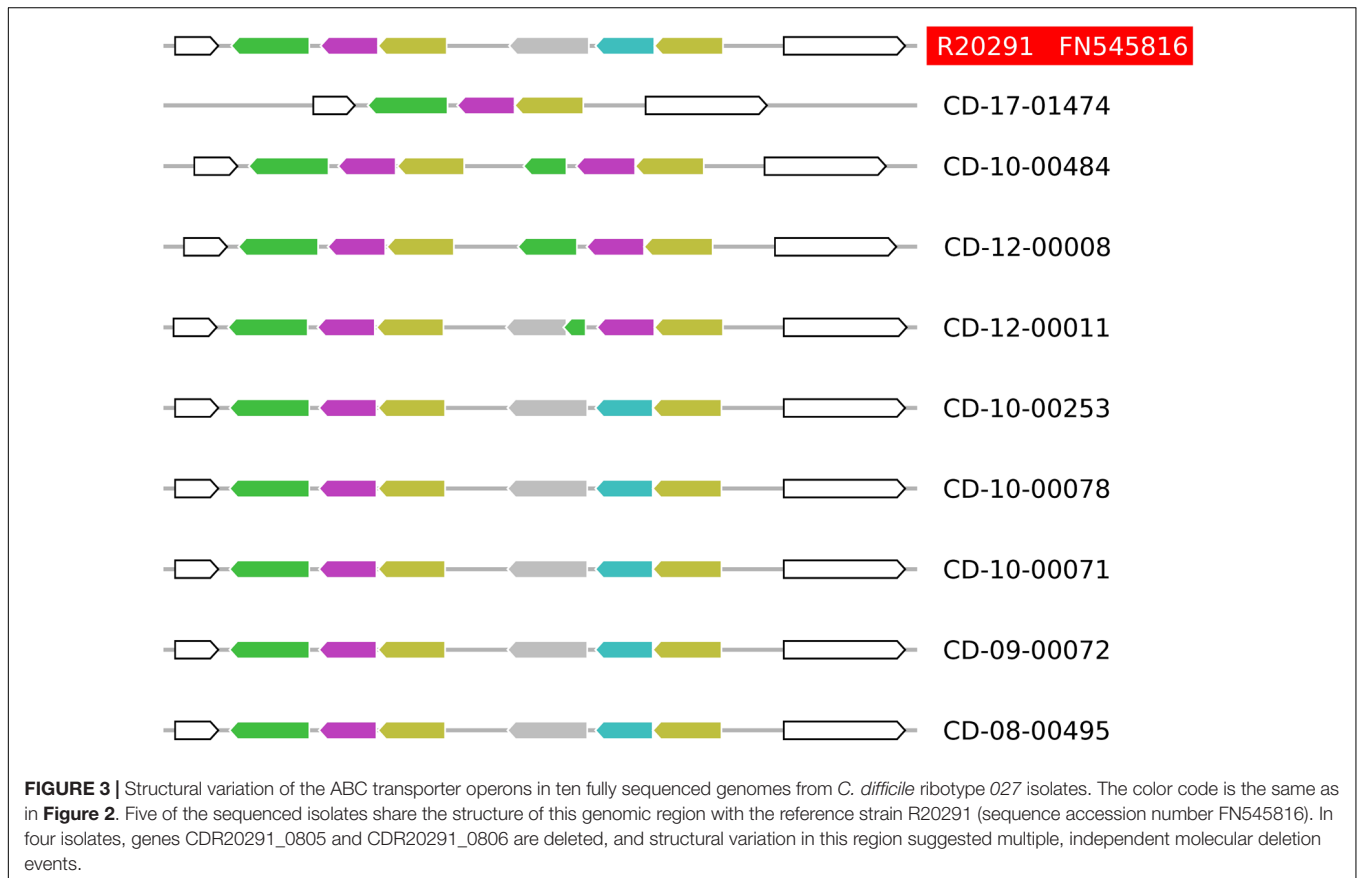 R20291 FN545816
CD-17-01474
CD-10-00484
CD-12-00008
CD-12-00011
CD-10-00253
CD-10-00078
CD-10-00071
CD-09-00072
CD-08-00495
FIGURE 3 | Structural variation of the ABC transporter operons in ten fully sequenced genomes from C. difficile ribotype 027 isolates. The color code is the same as
in Figure 2. Five of the sequenced isolates share the structure of this genomic region with the reference strain R20291 (sequence accession number FN545816). In
four isolates, genes CDR20291_0805 and CDR20291_0806 are deleted, and structural variation in this region suggested multiple, independent molecular deletion
events.